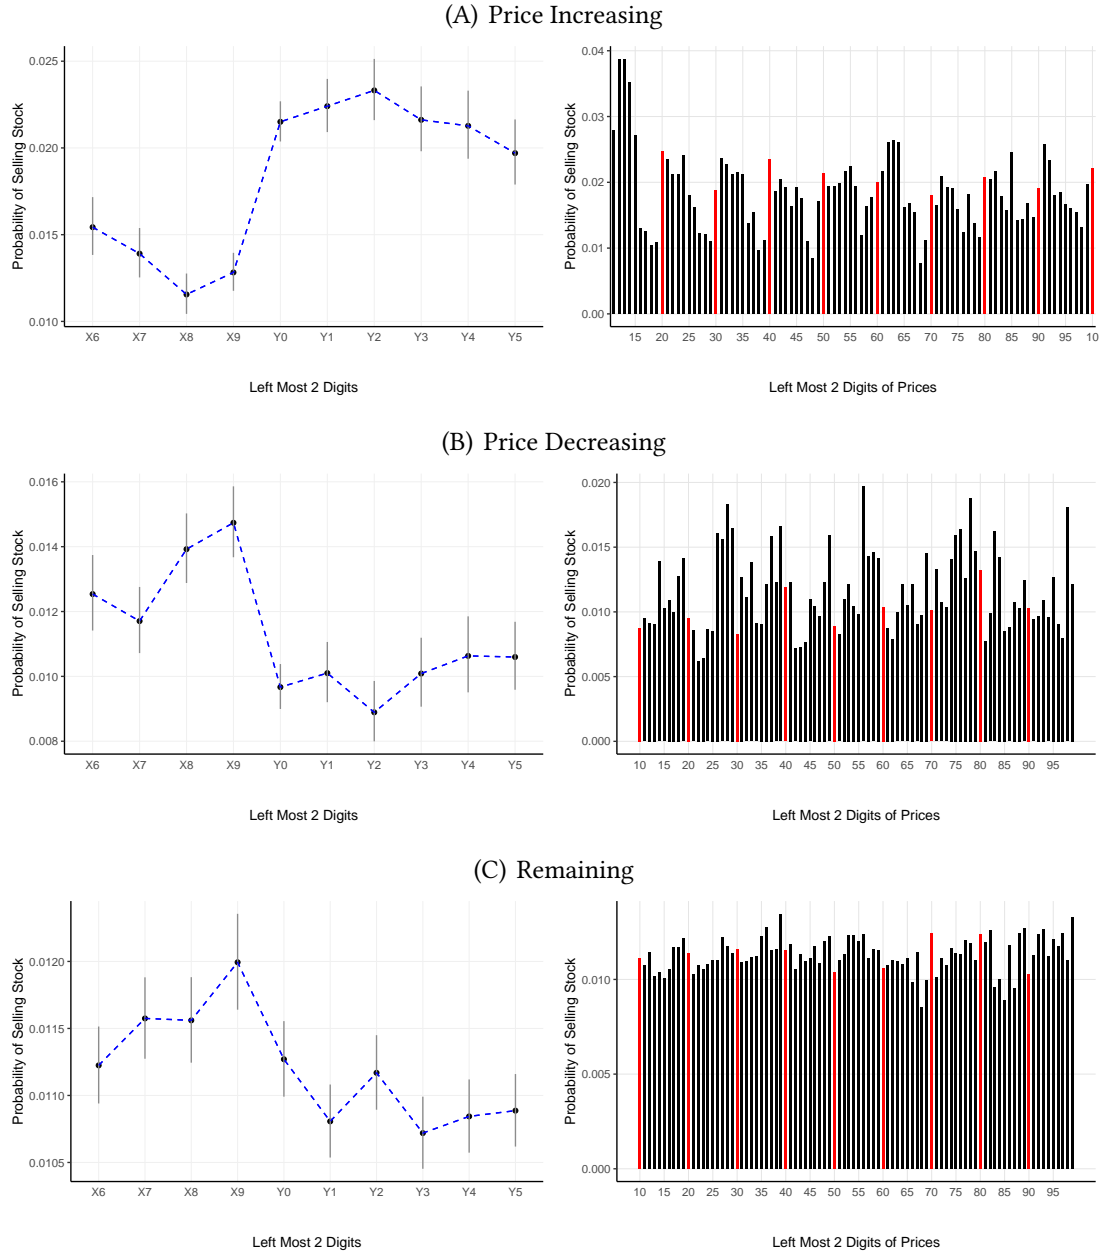 (A) Price Increasing
Probability of Selling Stock
0.025
0.020
0.015
0.010
X6 X7 X8 X9 Y0 Y1 Y2 Y3 Y4 Y5
Left Most 2 Digits
Probability of Selling Stock
0.04
0.03
0.02
0.01
0.00
15 20 25 30 35 40 45 50 55 60 65 70 75 80 85 90 95 10
Left Most 2 Digits of Prices
(B) Price Decreasing
Probability of Selling Stock
0.016
0.014
0.012
0.010
0.008
X6 X7 X8 X9 Y0 Y1 Y2 Y3 Y4 Y5
Left Most 2 Digits
Probability of Selling Stock
0.020
0.015
0.010
0.005
0.000
10 15 20 25 30 35 40 45 50 55 60 65 70 75 80 85 90 95
Left Most 2 Digits of Prices
(C) Remaining
Probability of Selling Stock
0.0120
0.0115
0.0110
0.0105
X6 X7 X8 X9 Y0 Y1 Y2 Y3 Y4 Y5
Left Most 2 Digits
Probability of Selling Stock
0.010
0.005
0.000
10 15 20 25 30 35 40 45 50 55 60 65 70 75 80 85 90 95
Left Most 2 Digits of Prices